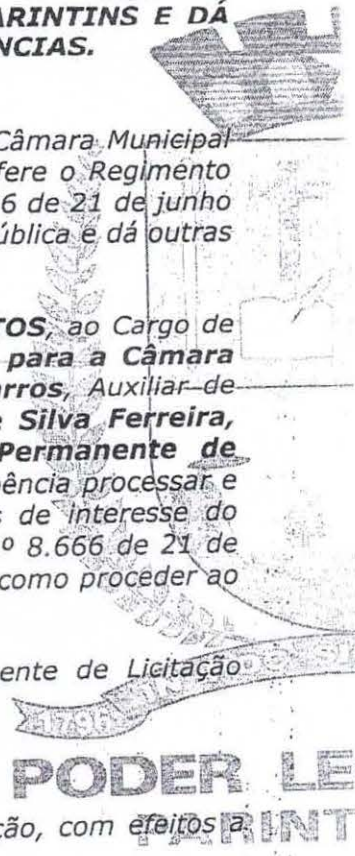 ARINTINS E DÁ
NCIAS.
Câmara Municipal
fere o Regimento
6 de 21 de junho
ública e dá outras
TOS, ao Cargo de
para a Câmara
arros, Auxiliar de
e Silva Ferreira,
Permanente de
ência processar e
s de interesse do
º 8.666 de 21 de
como proceder ao
ente de Licitação
1796
PODER LE
ção, com efeitos a
PARINT